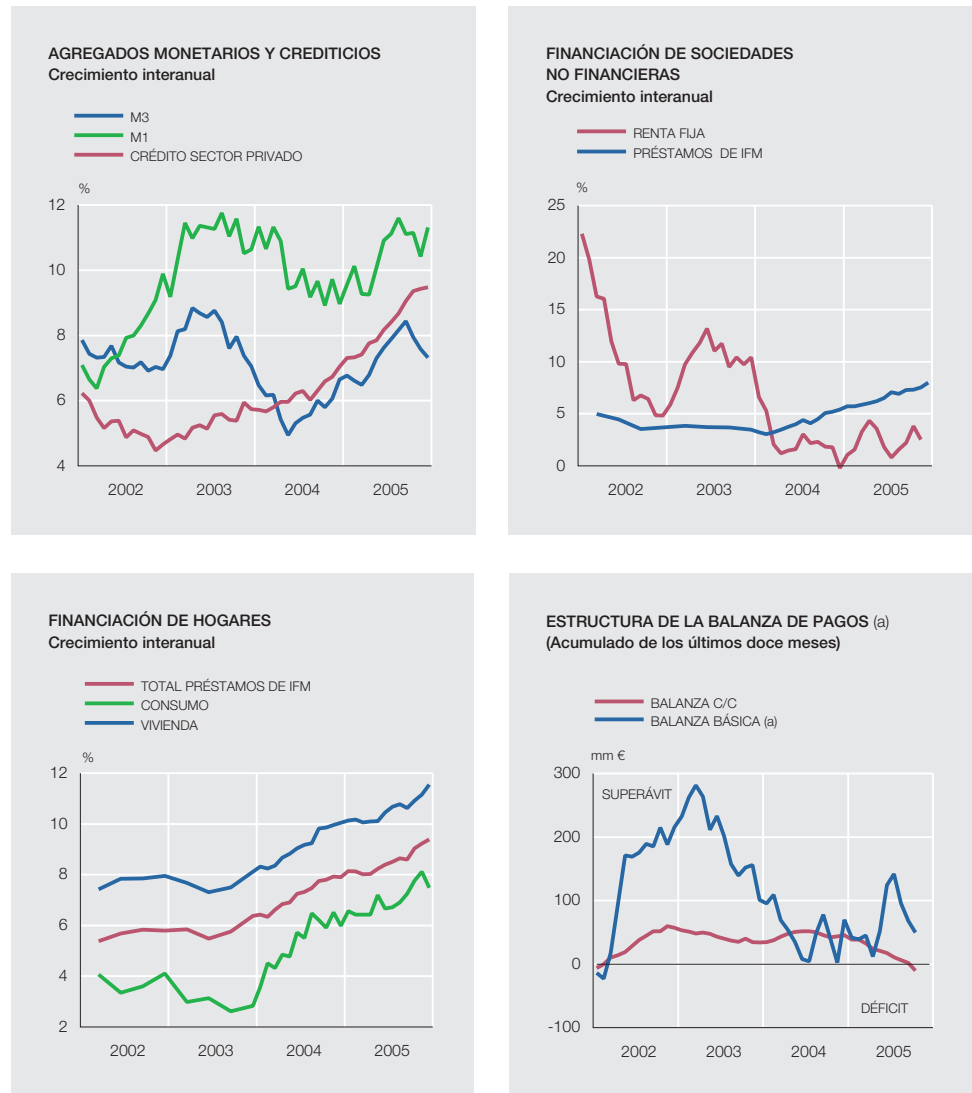 AGREGADOS MONETARIOS Y CREDITICIOS
Crecimiento interanual
M3
M1
CRÉDITO SECTOR PRIVADO
%
12
10
8
6
4
2002 2003 2004 2005
FINANCIACIÓN DE SOCIEDADES
NO FINANCIERAS
Crecimiento interanual
RENTA FIJA
PRÉSTAMOS DE IFM
%
25
20
15
10
5
0
2002 2003 2004 2005
FINANCIACIÓN DE HOGARES
Crecimiento interanual
TOTAL PRÉSTAMOS DE IFM
CONSUMO
VIVIENDA
%
12
10
8
6
4
2
2002 2003 2004 2005
ESTRUCTURA DE LA BALANZA DE PAGOS (a)
(Acumulado de los últimos doce meses)
BALANZA C/C
BALANZA BÁSICA (a)
mm €
300
SUPERÁVIT
200
100
0
DÉFICIT
-100
2002 2003 2004 2005